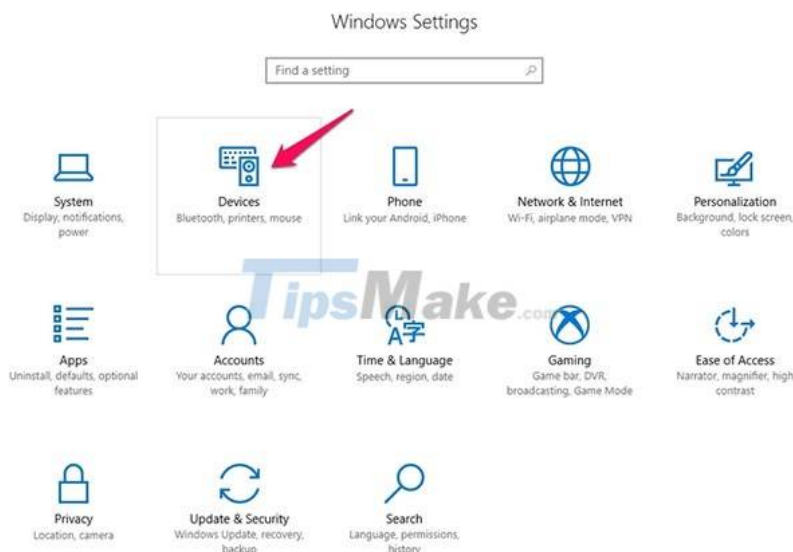 Windows Settings
Find a setting
System
Display, notifications,
power
Devices
Bluetooth, printers, mouse
Phone
Link your Android, iPhone
Network & Internet
Wi-Fi, airplane mode, VPN
Personalization
Background, lock screen,
colors
TipsMake.com
Apps
Uninstall, defaults, optional
features
Accounts
Your accounts, email, sync,
work, family
A字
Time & Language
Speech, region, date
Gaming
Game bar, DVR,
broadcasting, Game Mode
Ease of Access
Narrator, magnifier, high
contrast
Privacy
Location, camera
Update & Security
Windows Update, recovery,
backup
Search
Language, permissions,
history